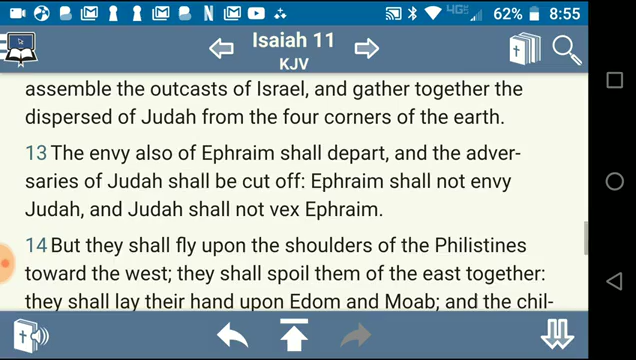 4G 62% 8:55
Isaiah 11
KJV
assemble the outcasts of Israel, and gather together the
dispersed of Judah from the four corners of the earth.
13 The envy also of Ephraim shall depart, and the adver-
saries of Judah shall be cut off: Ephraim shall not envy
Judah, and Judah shall not vex Ephraim.
14 But they shall fly upon the shoulders of the Philistines
toward the west; they shall spoil them of the east together:
they shall lay their hand upon Edom and Moab; and the chil-